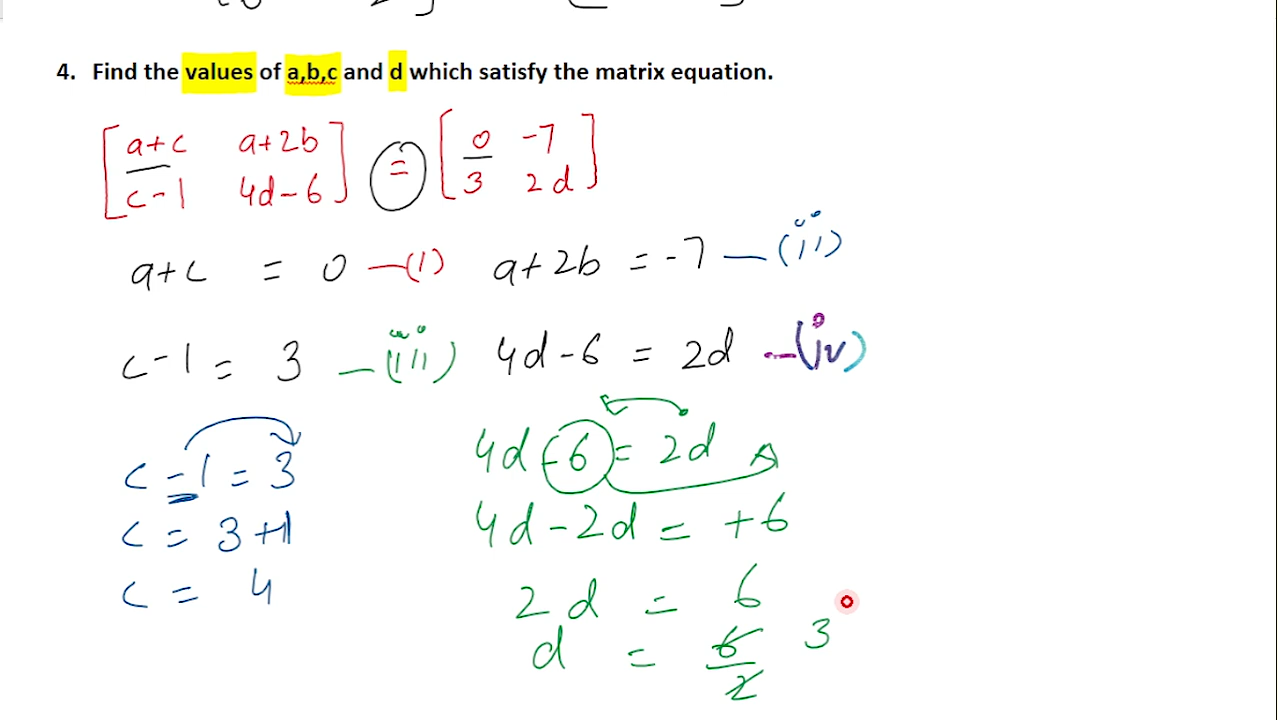 4. Find the values of a,b,c and d which satisfy the matrix equation.
[a+c a+2b] = [0 -7]
[c-1 4d-6] [3 2d]
a+c = 0 —(1) a+2b = -7 —(ii)
c-1 = 3 —(iii) 4d-6 = 2d —(iv)
c-1 = 3 4d-6 = 2d
c = 3+1 4d-2d = +6
c = 4 2d = 6
d = 6/2 3